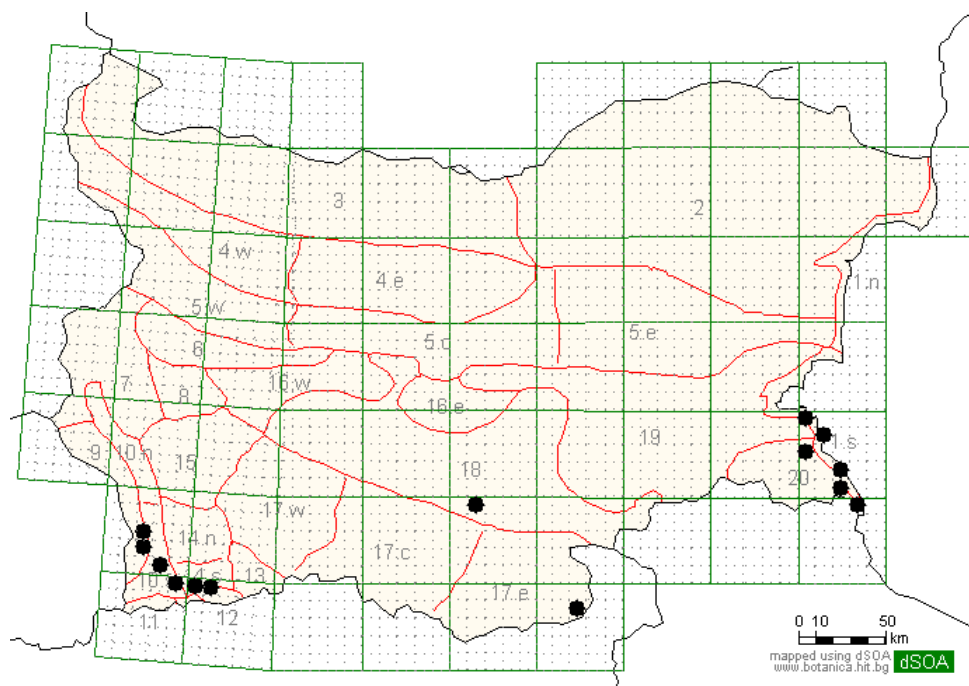 3
2
4.w
4.e
1.n
5.w
5.c
5.e
6
7
8
16.w
16.e
9
10.n
15
18
19
1.s
20
17.w
14.n
17.c
13
17.e
11
12
0 10 50
km
mapped using dSOA
www.botanica.hit.bg
dSOA